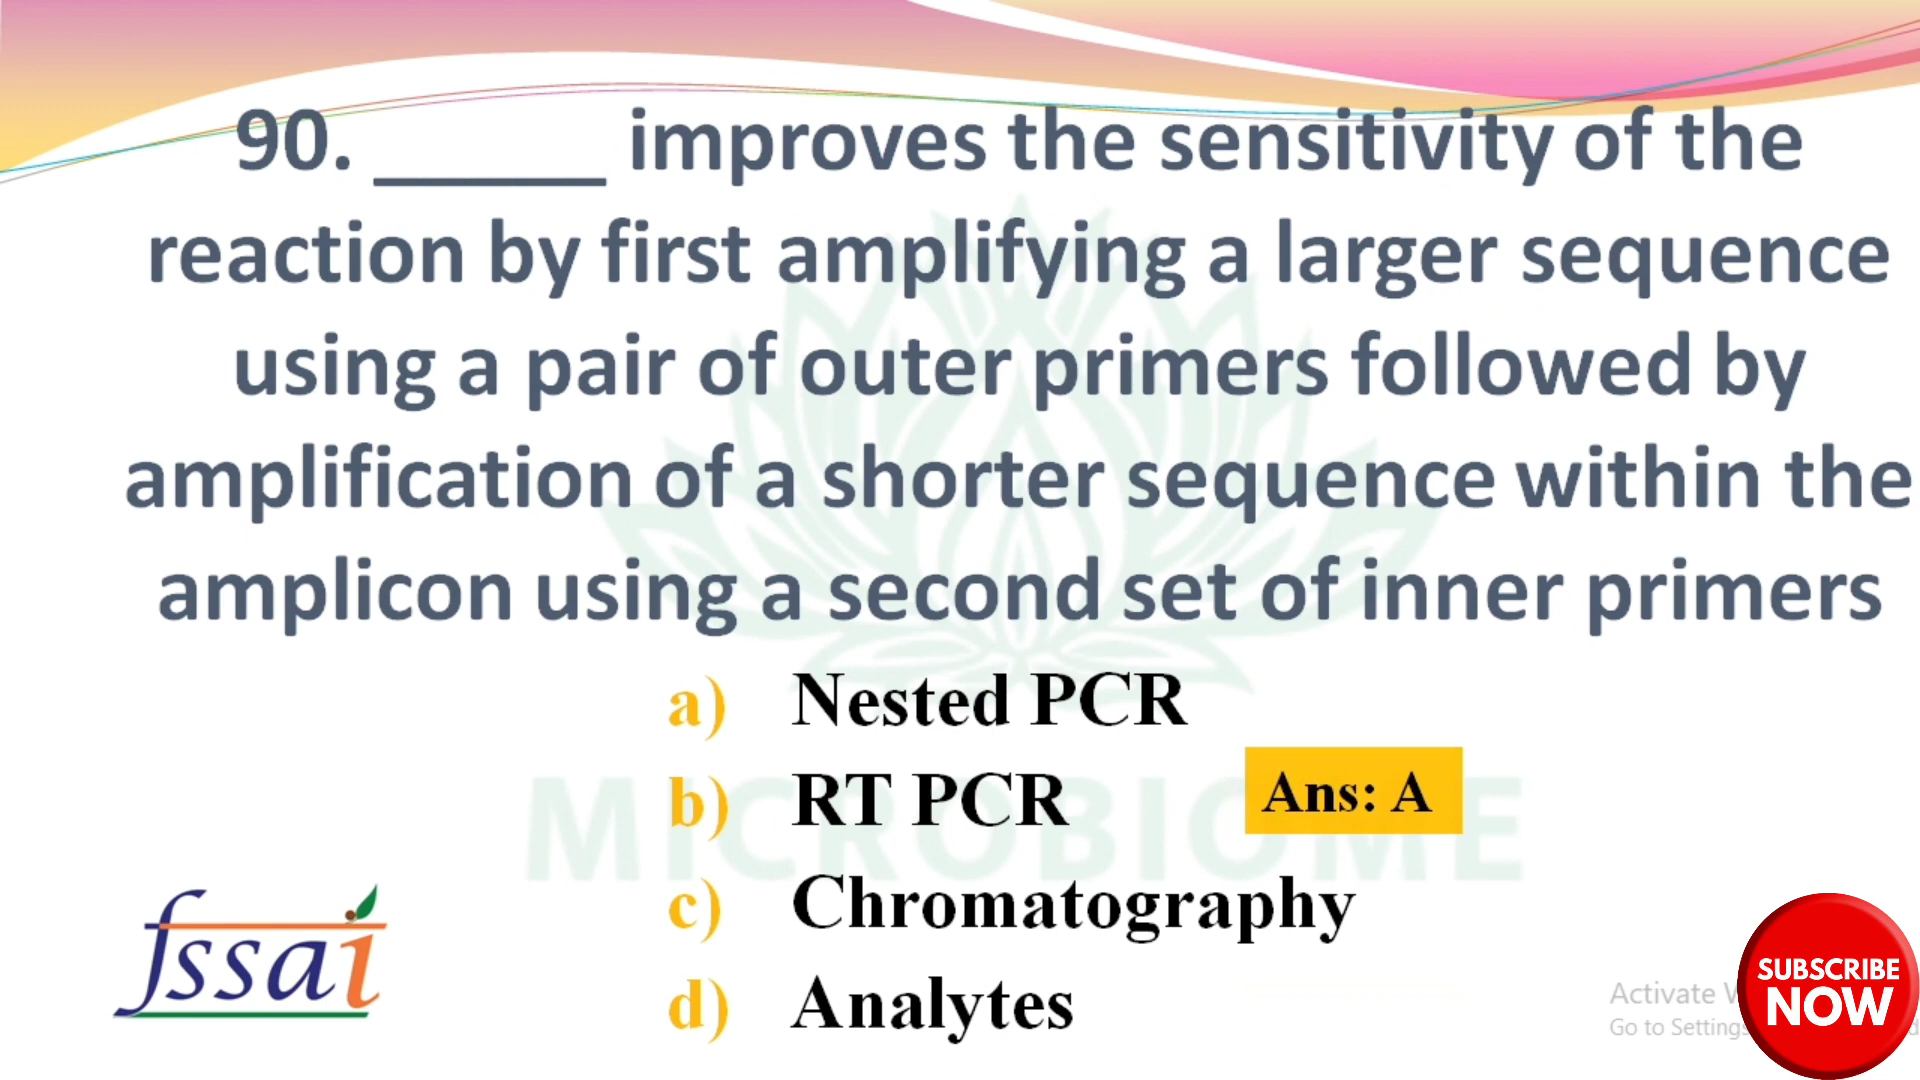 90. _____ improves the sensitivity of the
reaction by first amplifying a larger sequence
using a pair of outer primers followed by
amplification of a shorter sequence within the
amplicon using a second set of inner primers
a) Nested PCR
b) RT PCR
Ans: A
c) Chromatography
d) Analytes
MICROBIOME
fssai
Activate
Go to Settings
SUBSCRIBE
NOW